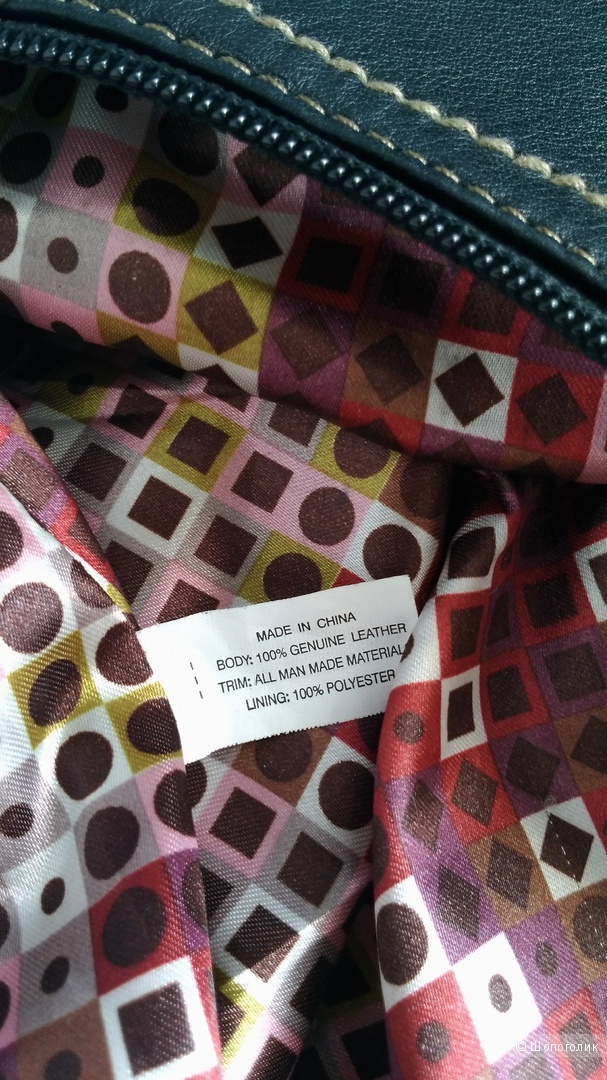 MADE IN CHINA
BODY: 100% GENUINE LEATHER
TRIM: ALL MAN MADE MATERIAL
LINING: 100% POLYESTER
© Шопоголик